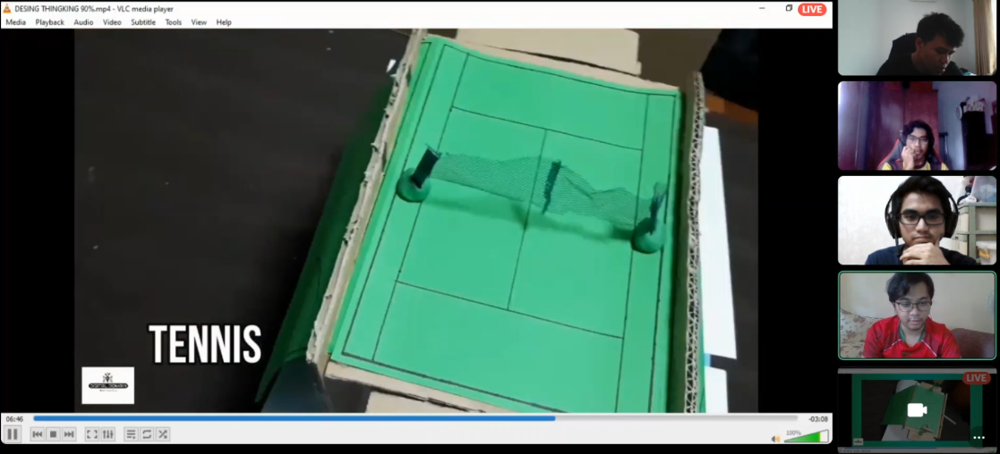 DESING THINGKING 90%.mp4 - VLC media player
LIVE
Media Playback Audio Video Subtitle Tools View Help
TENNIS
LIVE
06:46
-03:08
100%